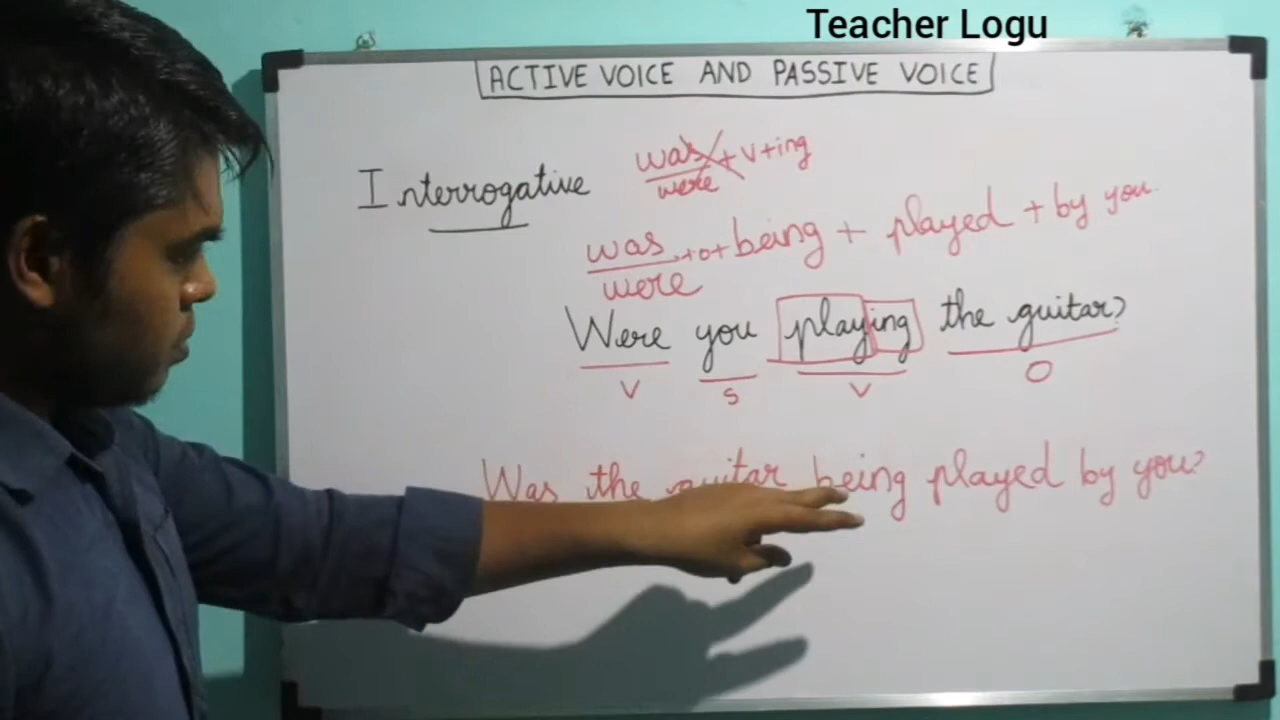 Teacher Logu
ACTIVE VOICE AND PASSIVE VOICE
Interrogative
was + V+ing
were
was +O+ being + played + by you.
were
Were you playing the guitar?
V S V O
Was the guitar being played by you?